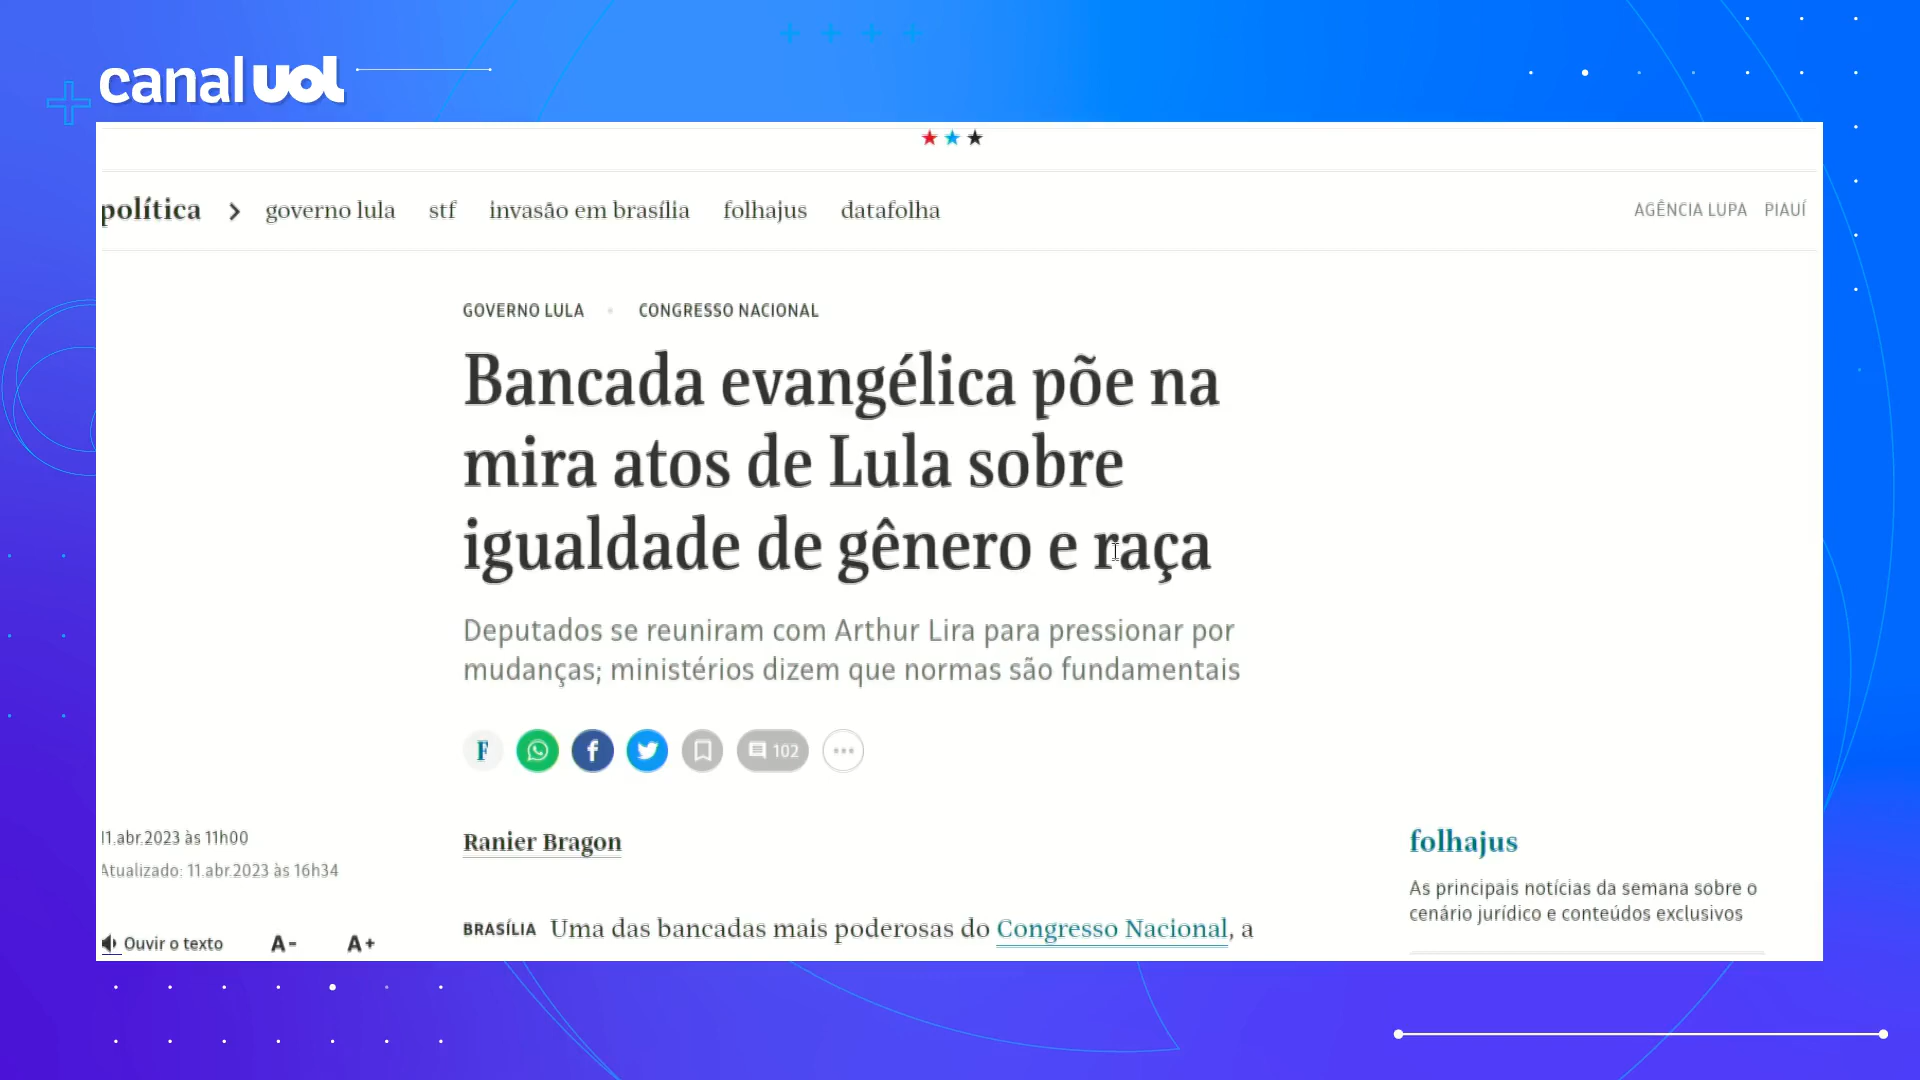 canal uol
política > governo lula stf invasão em brasília folhajus datafolha AGÊNCIA LUPA PIAUÍ
GOVERNO LULA • CONGRESSO NACIONAL
Bancada evangélica põe na
mira atos de Lula sobre
igualdade de gênero e raça
Deputados se reuniram com Arthur Lira para pressionar por
mudanças; ministérios dizem que normas são fundamentais
F f 102
11.abr.2023 às 11h00
Atualizado: 11.abr.2023 às 16h34
Ouvir o texto A- A+
Ranier Bragon
BRASÍLIA Uma das bancadas mais poderosas do Congresso Nacional, a
folhajus
As principais notícias da semana sobre o
cenário jurídico e conteúdos exclusivos